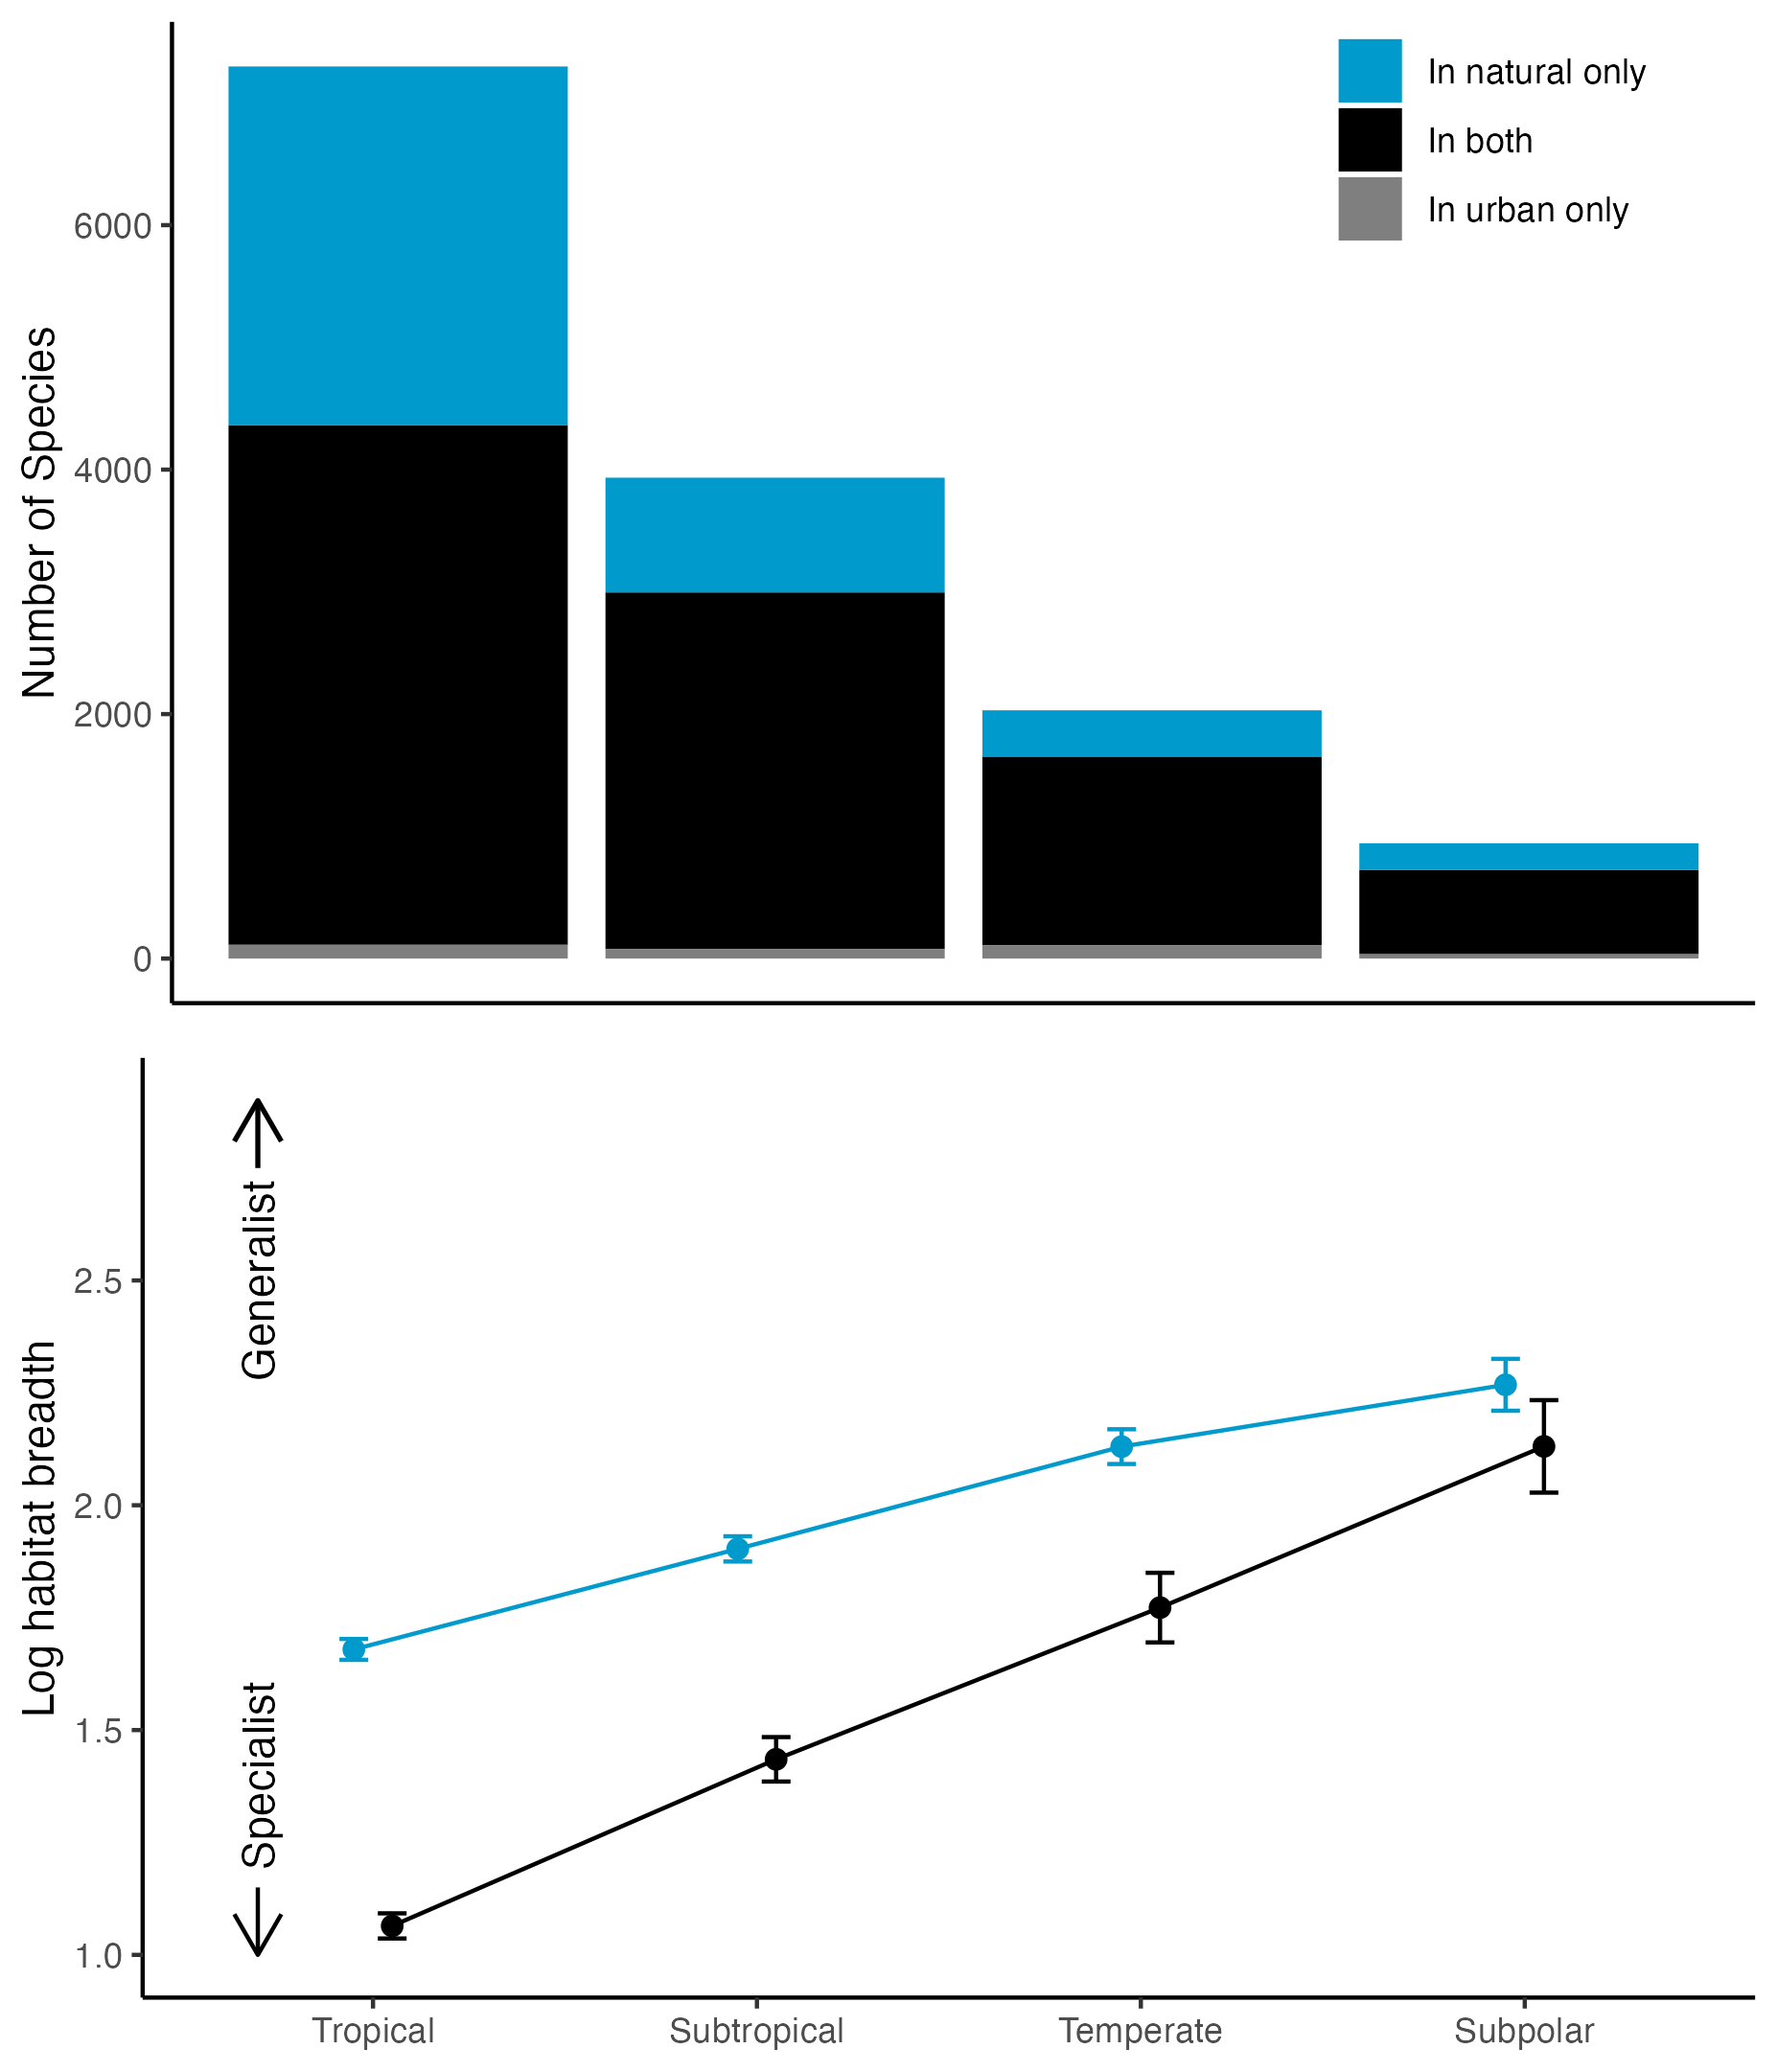 In natural only
In both
In urban only
Number of Species
6000
4000
2000
0
Generalist
Specialist
Log habitat breadth
2.5
2.0
1.5
1.0
Tropical
Subtropical
Temperate
Subpolar